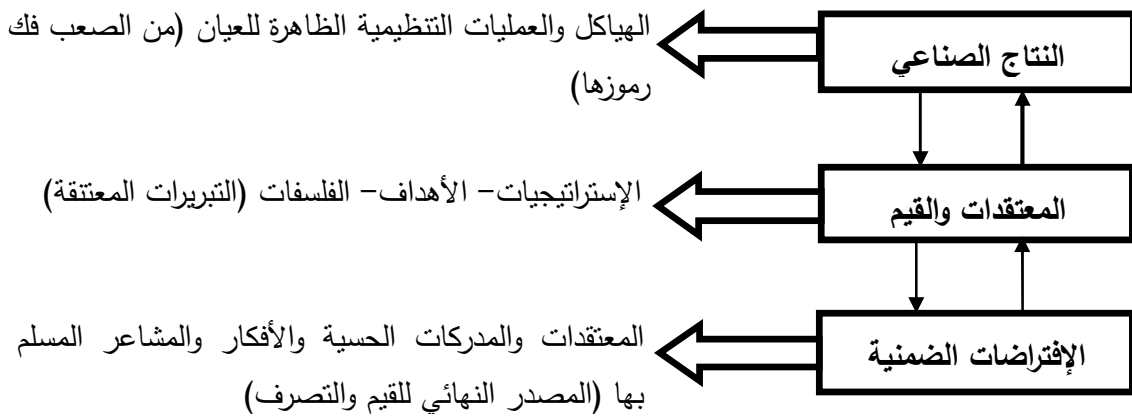 النتاج الصناعي
الهياكل والعمليات التنظيمية الظاهرة للعيان (من الصعب فك
رموزها)
المعتقدات والقيم
الإستراتيجيات- الأهداف- الفلسفات (التبريرات المعتنقة)
الإفتراضات الضمنية
المعتقدات والمدركات الحسية والأفكار والمشاعر المسلم
بها (المصدر النهائي للقيم والتصرف)